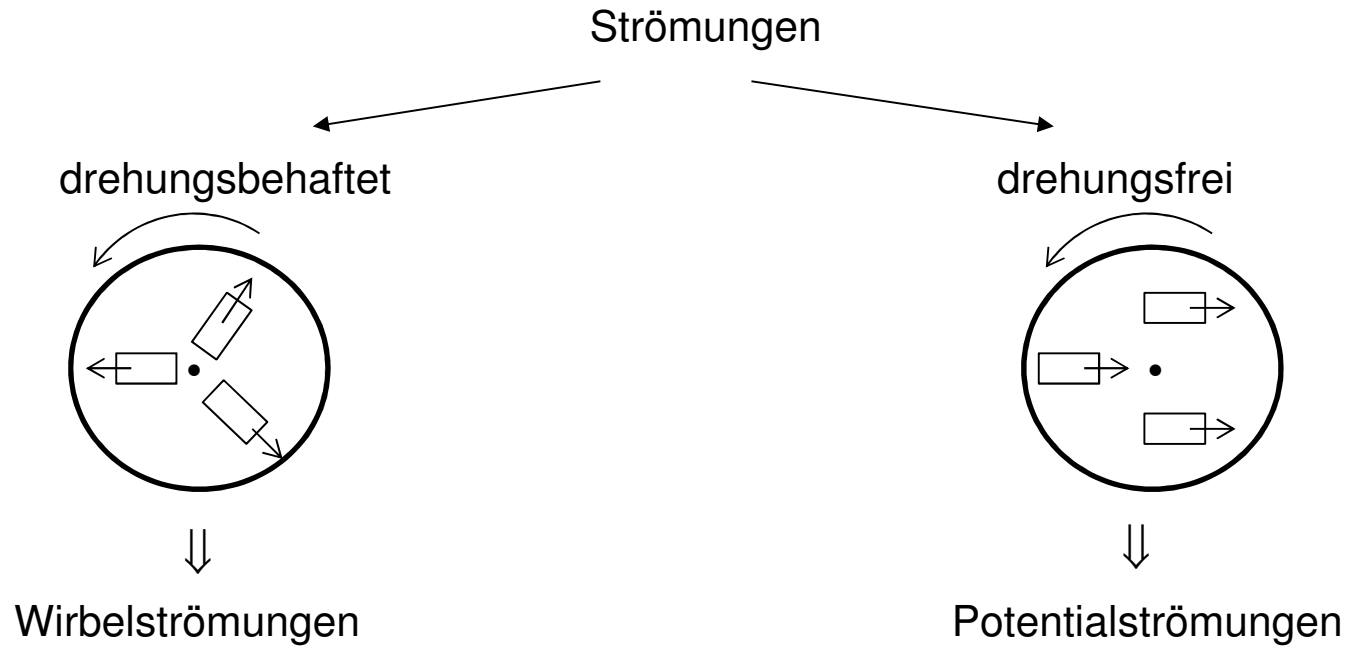 Strömungen
drehungsbehaftet
drehungsfrei
⇓
⇓
Wirbelströmungen
Potentialströmungen